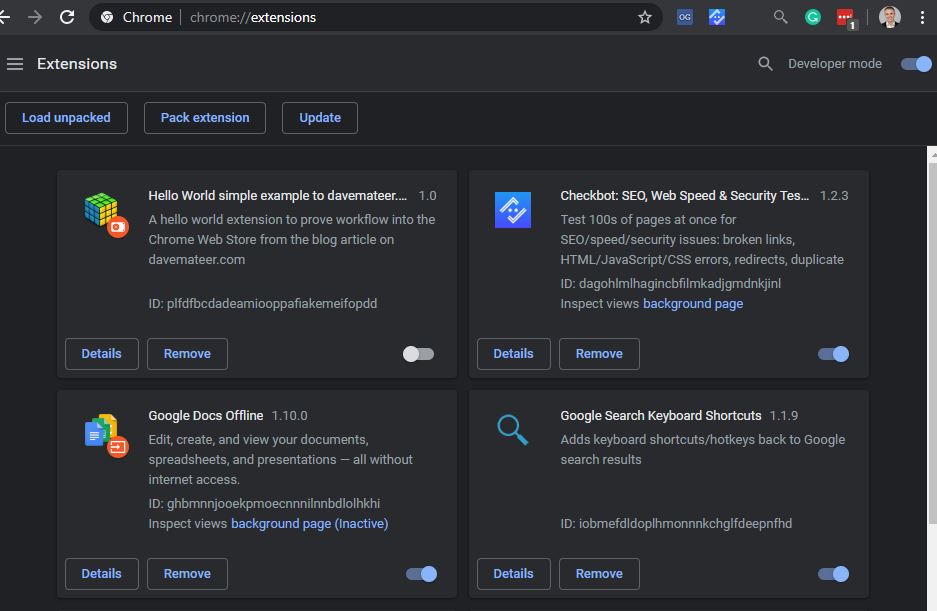 Chrome | chrome://extensions
OG
1
Extensions
Developer mode
Load unpacked
Pack extension
Update
Hello World simple example to davemateer.... 1.0
A hello world extension to prove workflow into the
Chrome Web Store from the blog article on
davemateer.com
ID: plfdfbcdadeamiooppafiakemeifopdd
Details
Remove
Checkbot: SEO, Web Speed & Security Tes... 1.2.3
Test 100s of pages at once for
SEO/speed/security issues: broken links,
HTML/JavaScript/CSS errors, redirects, duplicate
ID: dagohlmlhagincbfilmkadjgmdnkjinl
Inspect views background page
Details
Remove
Google Docs Offline 1.10.0
Edit, create, and view your documents,
spreadsheets, and presentations — all without
internet access.
ID: ghbmnnjooekpmoecnnnilnnbdlolhkhi
Inspect views background page (Inactive)
Details
Remove
Google Search Keyboard Shortcuts 1.1.9
Adds keyboard shortcuts/hotkeys back to Google
search results
ID: iobmefdldoplhmonnnkchglfdeepnfhd
Details
Remove